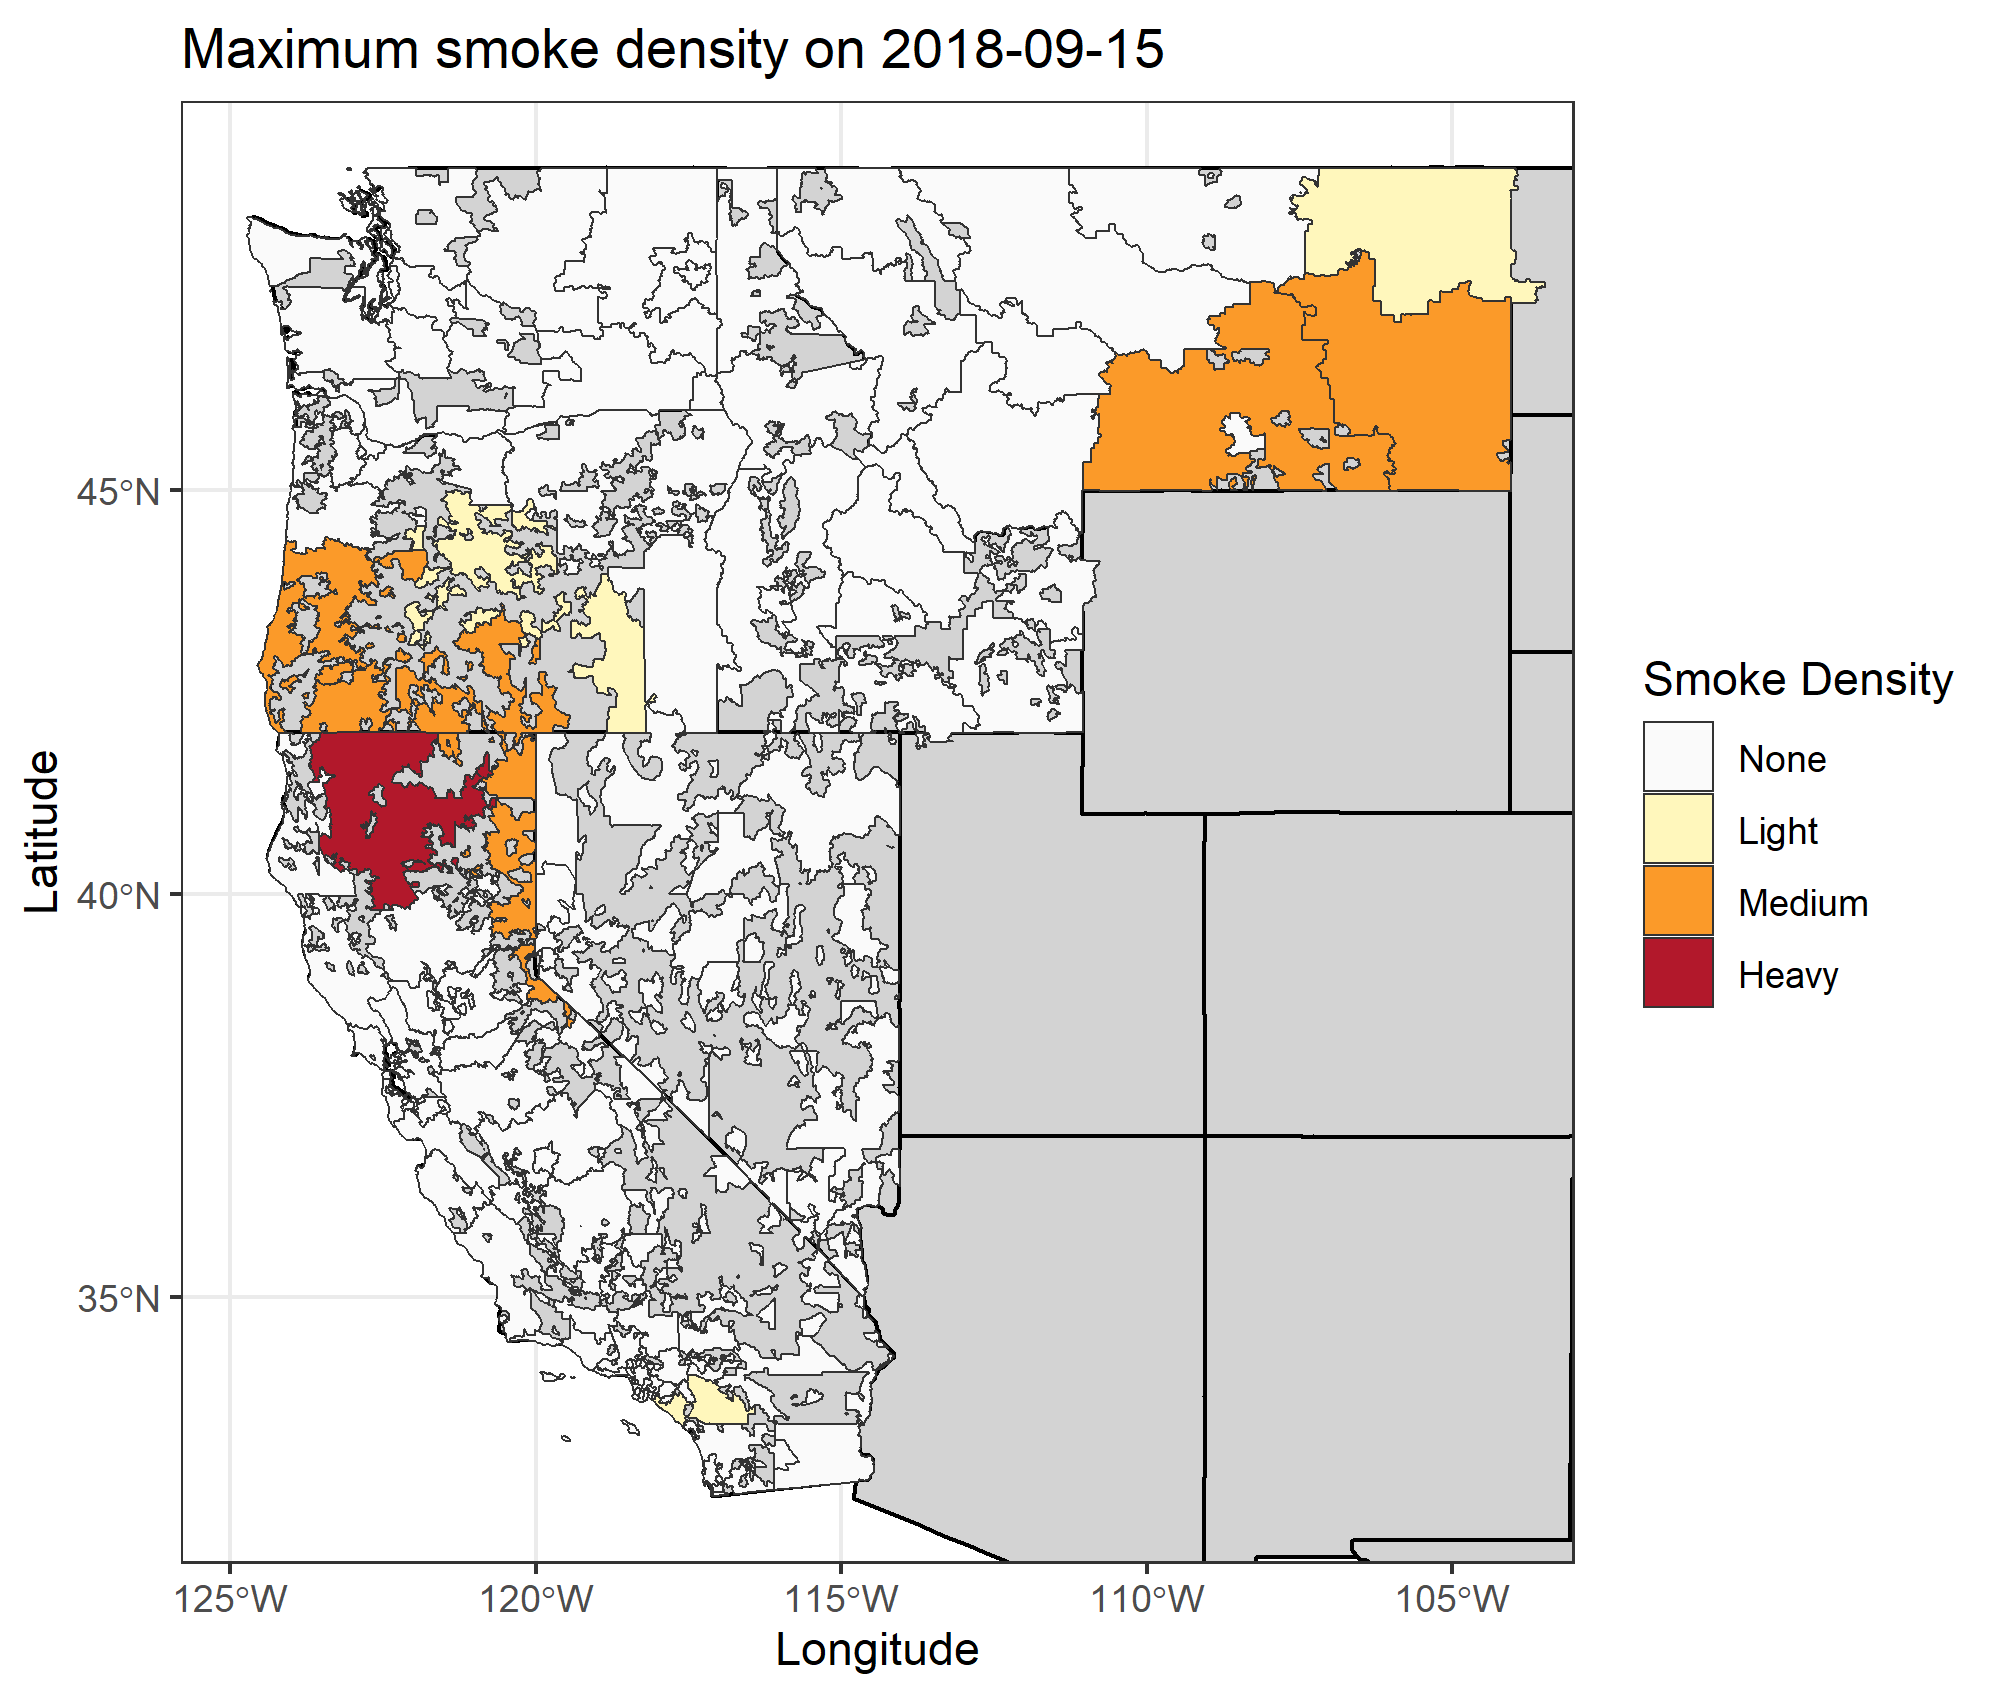 Maximum smoke density on 2018-09-15
45°N
40°N
35°N
Latitude
125°W
120°W
115°W
110°W
105°W
Longitude
Smoke Density
None
Light
Medium
Heavy